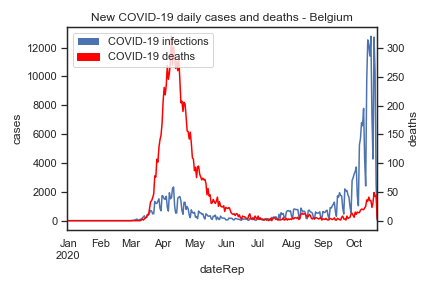 New COVID-19 daily cases and deaths - Belgium
COVID-19 infections
COVID-19 deaths
12000
10000
8000
6000
4000
2000
0
cases
300
250
200
150
100
50
0
deaths
Jan Feb Mar Apr May Jun Jul Aug Sep Oct
2020
dateRep